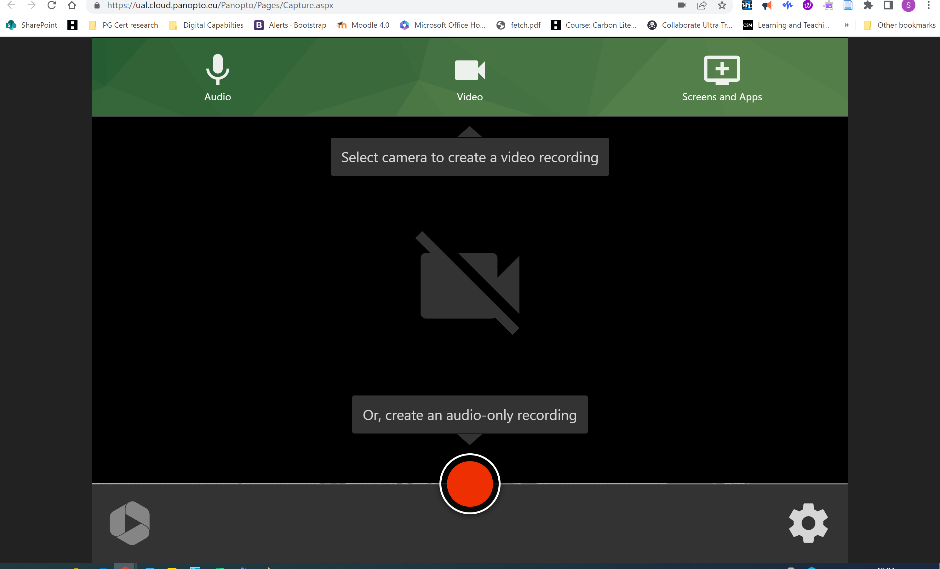 https://ual.cloud.panopto.eu/Panopto/Pages/Capture.aspx
S
SharePoint
PG Cert research
Digital Capabilities
B Alerts · Bootstrap
Moodle 4.0
Microsoft Office Ho...
fetch.pdf
Course: Carbon Lite...
Collaborate Ultra Tr...
CSM Learning and Teachi...
»
Other bookmarks
Audio
Video
Screens and Apps
Select camera to create a video recording
Or, create an audio-only recording